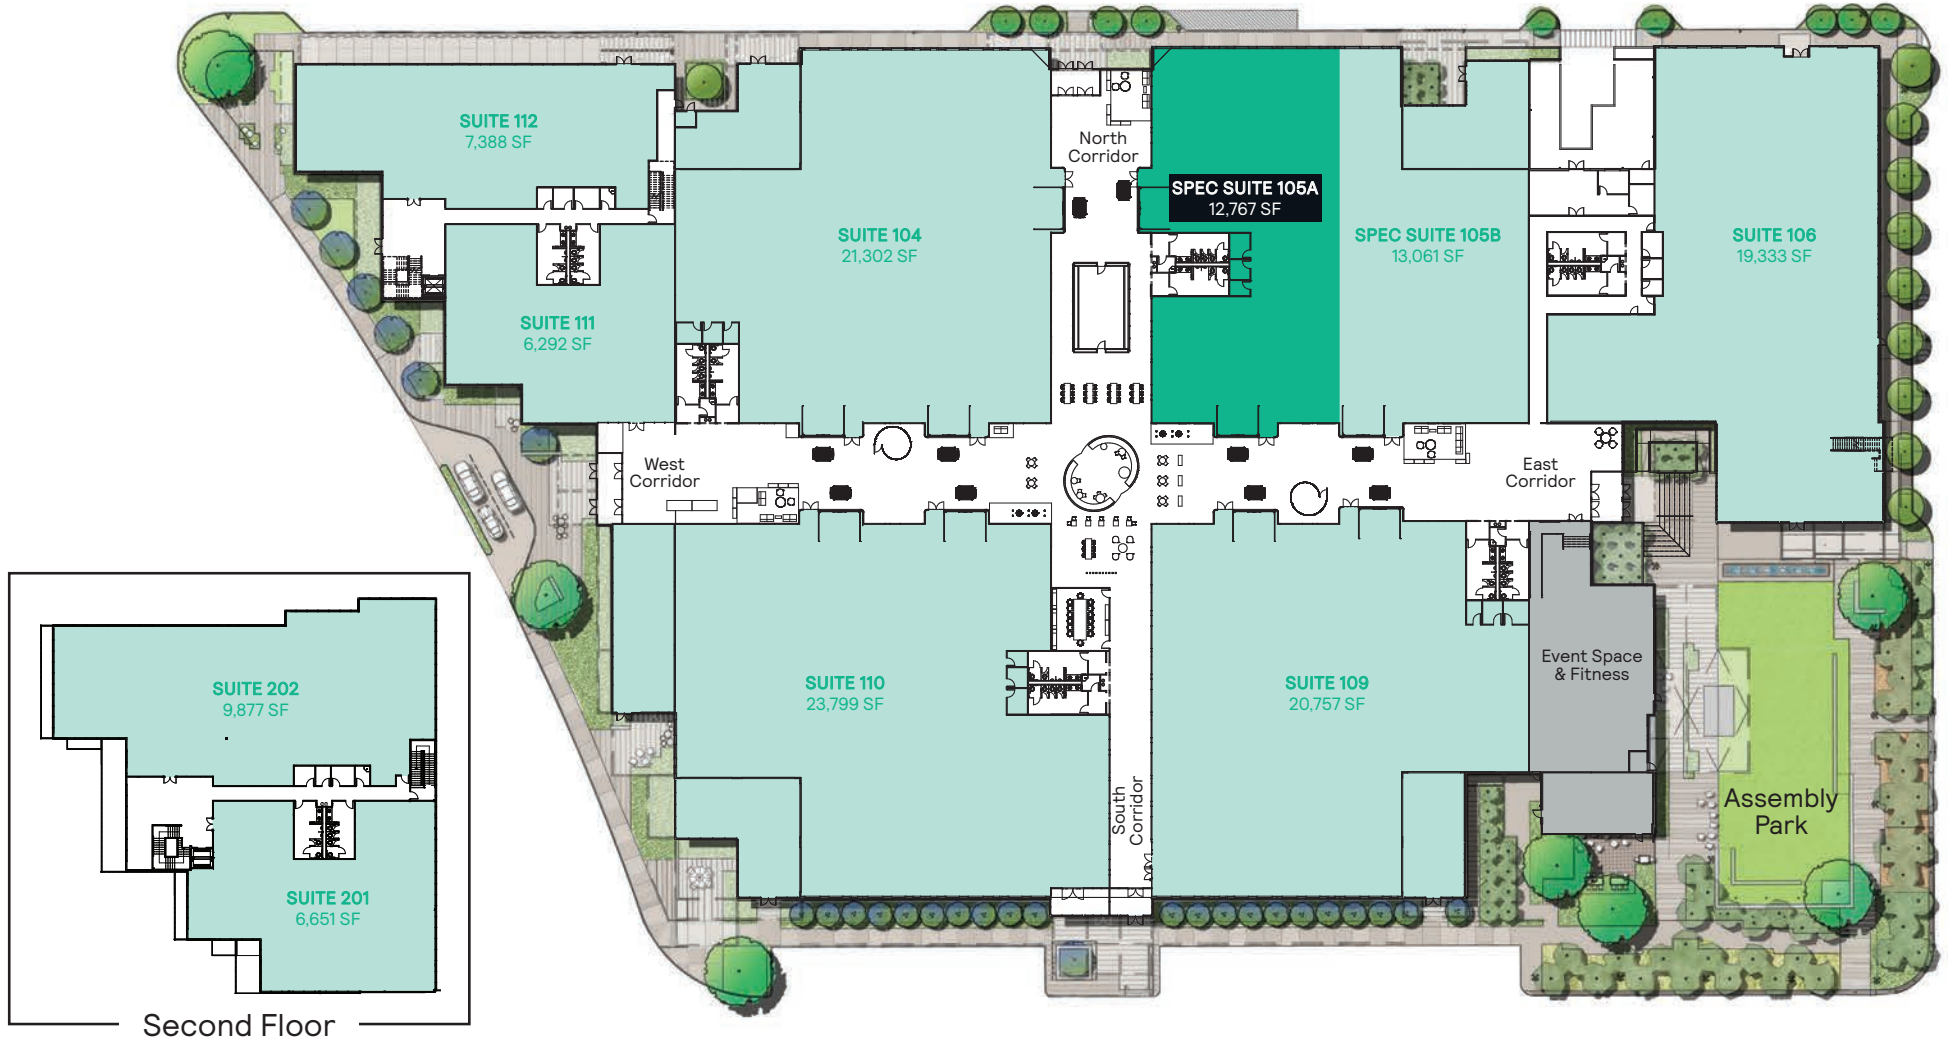 SUITE 112
7,388 SF
North
Corridor
SPEC SUITE 105A
12,767 SF
SUITE 104
21,302 SF
SPEC SUITE 105B
13,061 SF
SUITE 106
19,333 SF
SUITE 111
6,292 SF
West
Corridor
East
Corridor
SUITE 110
23,799 SF
SUITE 109
20,757 SF
Event Space
& Fitness
South
Corridor
Assembly
Park
SUITE 202
9,877 SF
SUITE 201
6,651 SF
Second Floor